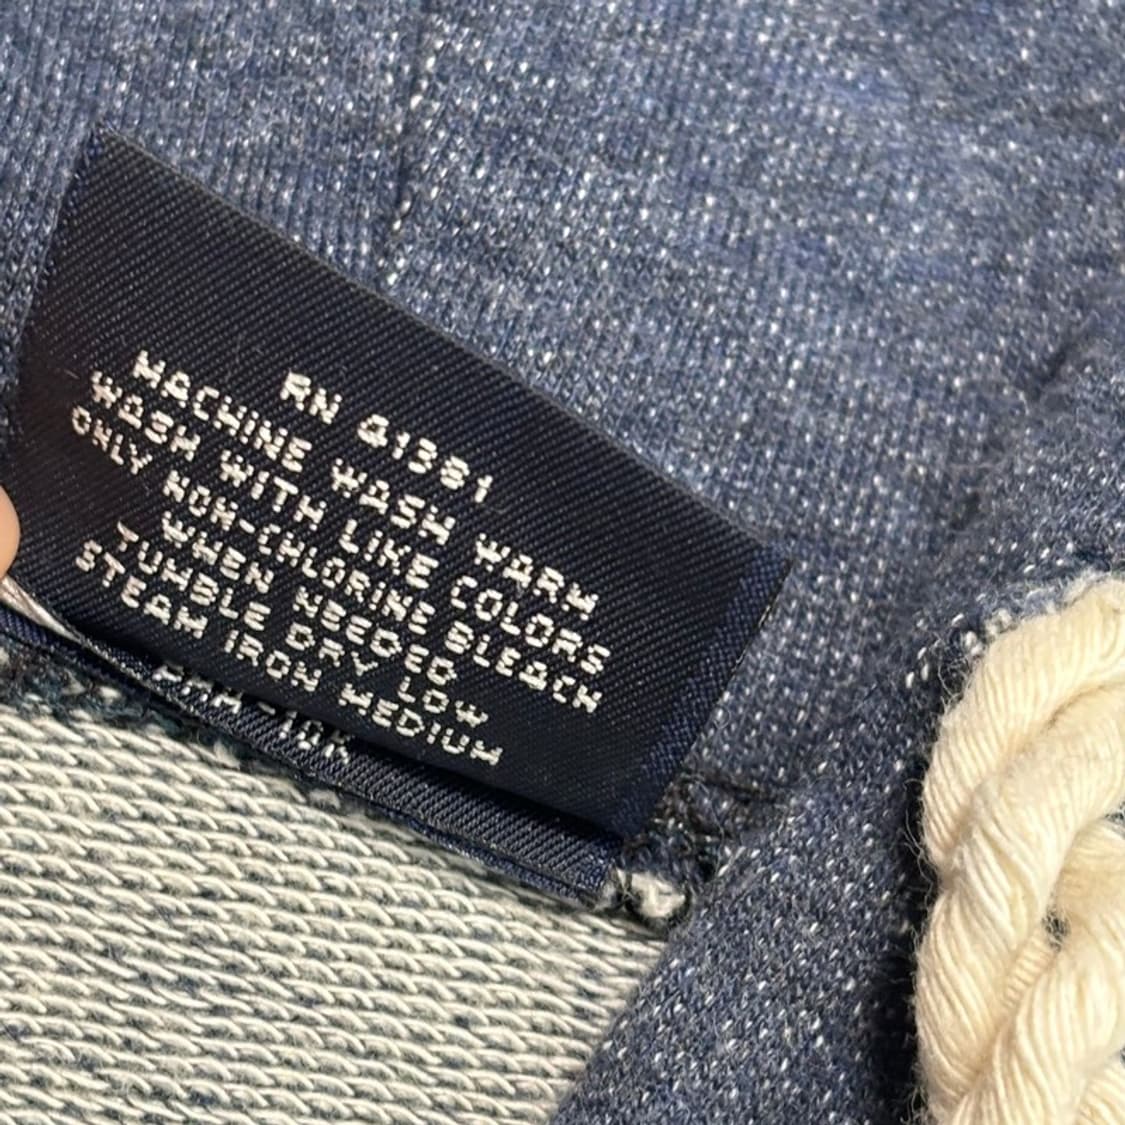 RN 41381
MACHINE WASH WARM
WASH WITH LIKE COLORS
ONLY NON-CHLORINE BLEACH
WHEN NEEDED
TUMBLE DRY LOW
STEAM IRON MEDIUM